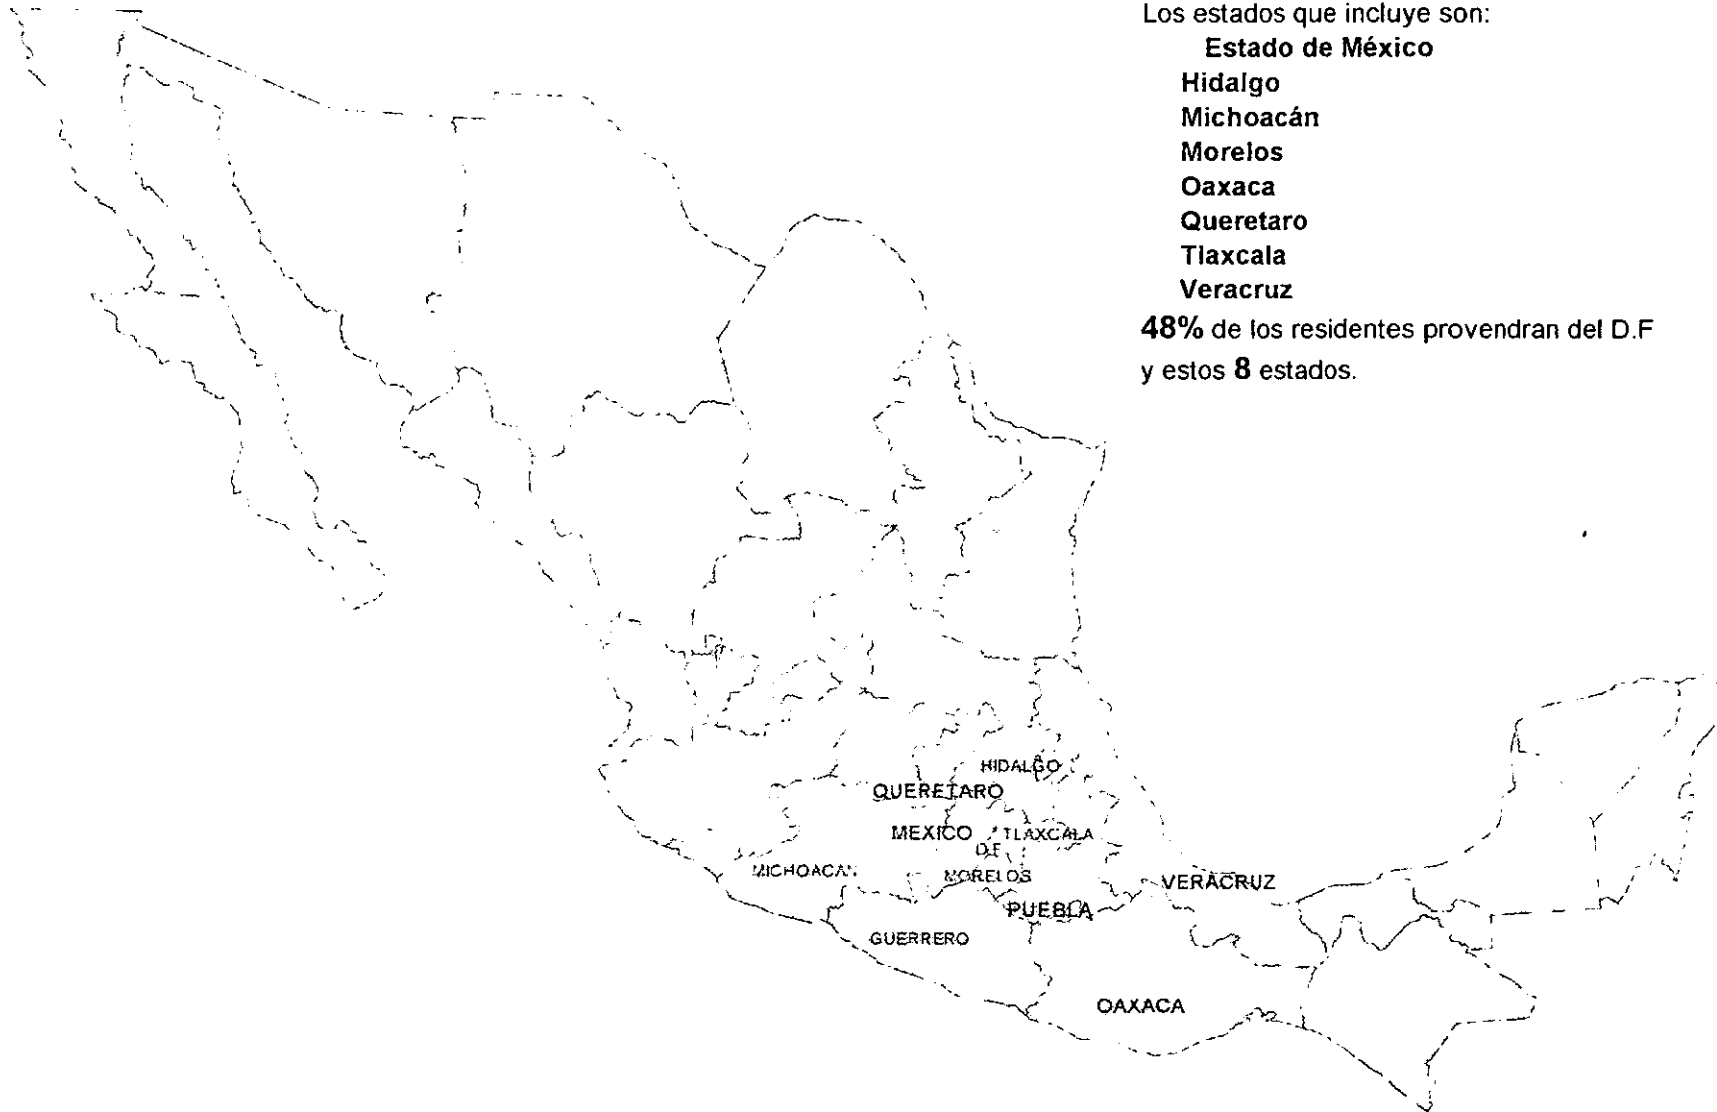 Los estados que incluye son:
Estado de México
Hidalgo
Michoacán
Morelos
Oaxaca
Queretaro
Tlaxcala
Veracruz
48% de los residentes provendran del D.F
y estos 8 estados.
HIDALGO
QUERETARO
MEXICO
TLAXCALA
D.F.
MICHOACAN
MORELOS
VERACRUZ
PUEBLA
GUERRERO
OAXACA